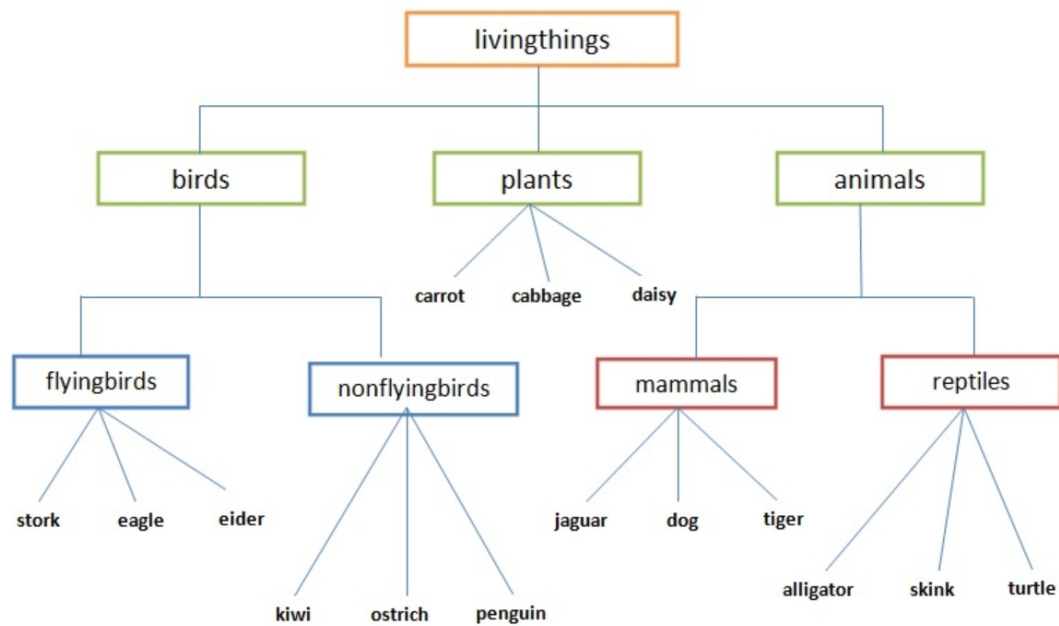 livingthings
birds
plants
animals
carrot
cabbage
daisy
flyingbirds
nonflyingbirds
mammals
reptiles
stork
eagle
eider
jaguar
dog
tiger
kiwi
ostrich
penguin
alligator
skink
turtle